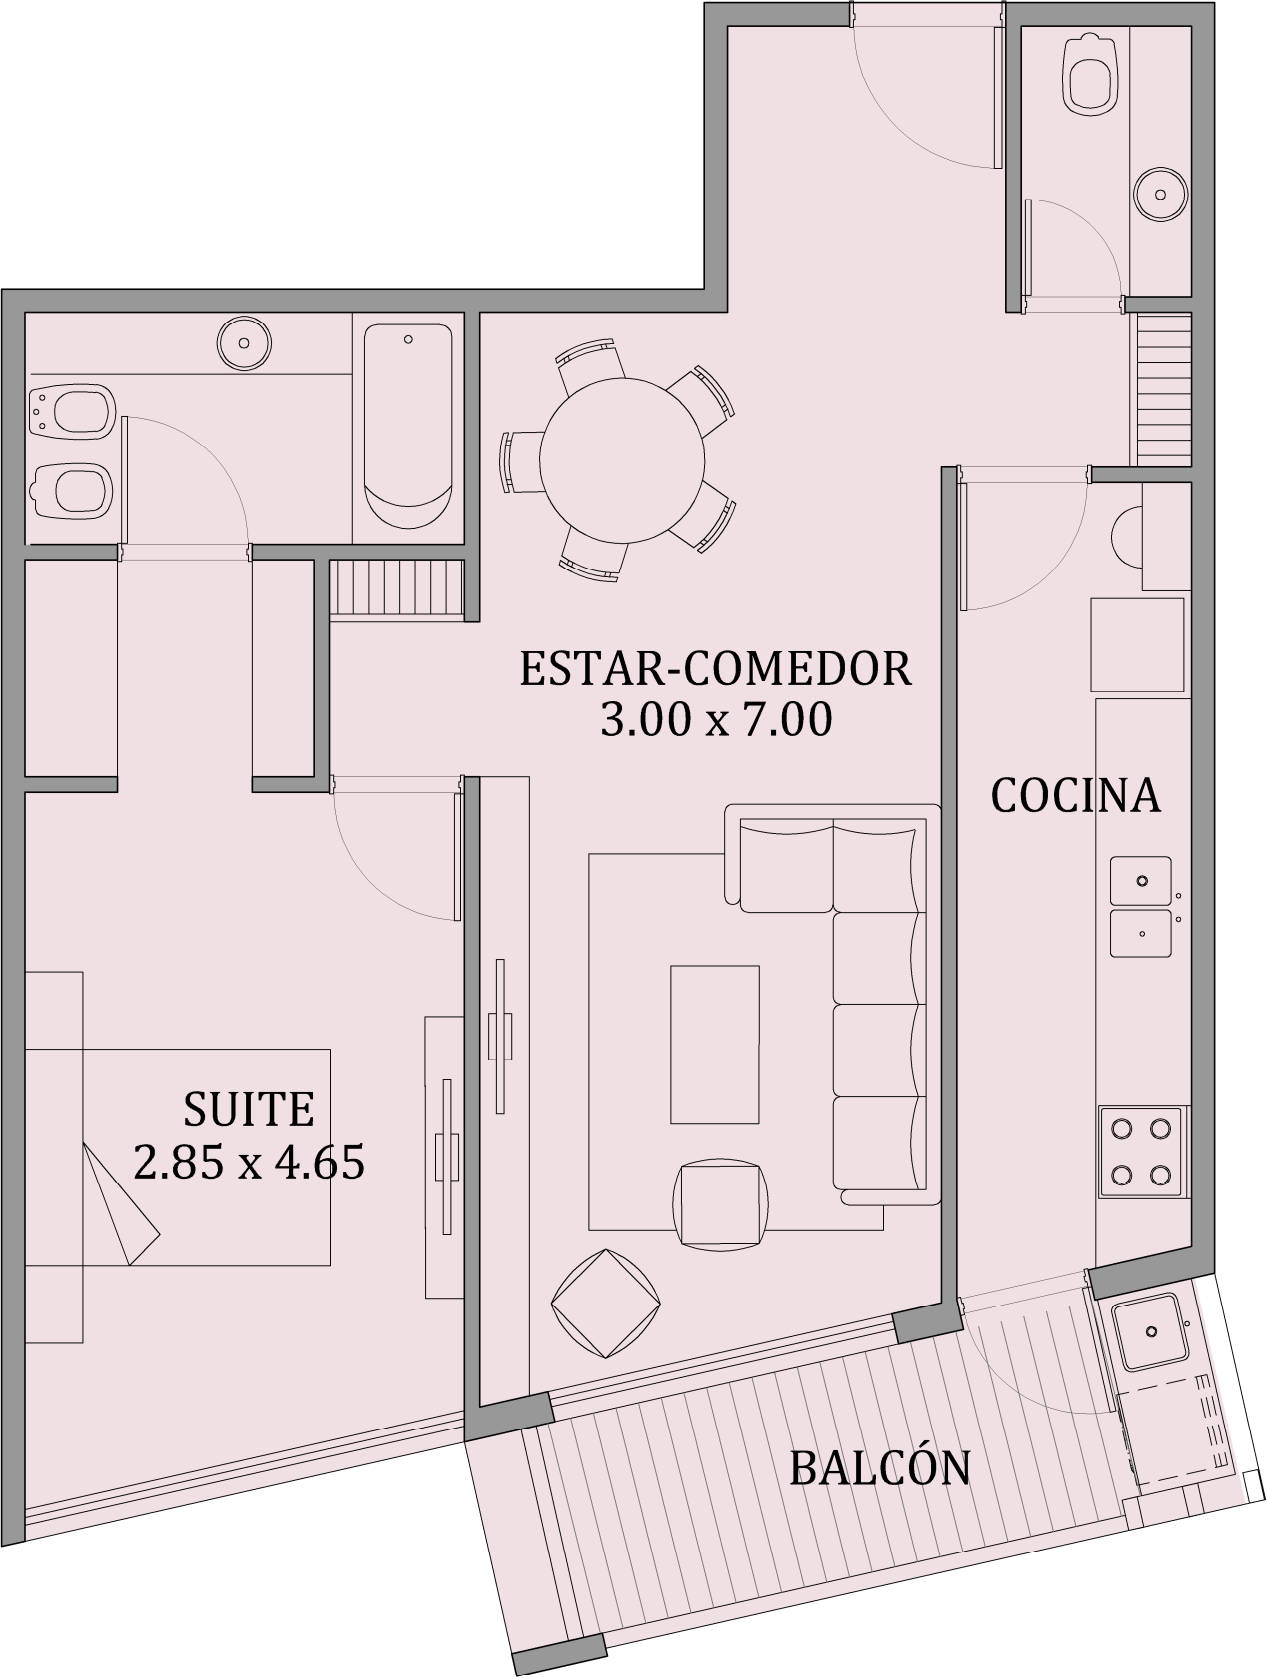 ESTAR-COMEDOR
3.00 x 7.00
COCINA
SUITE
2.85 x 4.65
BALCÓN